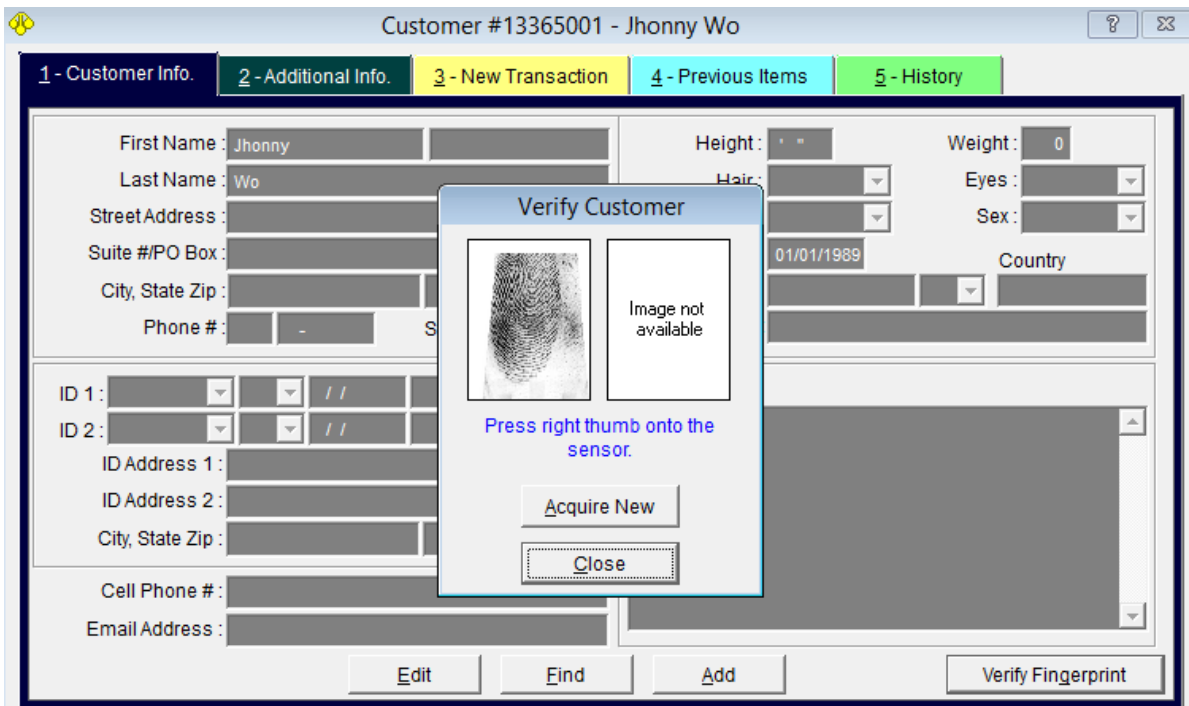 Customer #13365001 - Jhonny Wo
1 - Customer Info.
2 - Additional Info.
3 - New Transaction
4 - Previous Items
5 - History
First Name : Jhonny
Last Name : Wo
Street Address :
Suite #/PO Box :
City, State Zip :
Phone # : -
S
Height : ' "
Weight : 0
Hair :
Eyes :
Sex :
01/01/1989
Country
Verify Customer
Image not
available
Press right thumb onto the
sensor.
Acquire New
Close
ID 1 : / /
ID 2 : / /
ID Address 1 :
ID Address 2 :
City, State Zip :
Cell Phone # :
Email Address :
Edit
Find
Add
Verify Fingerprint